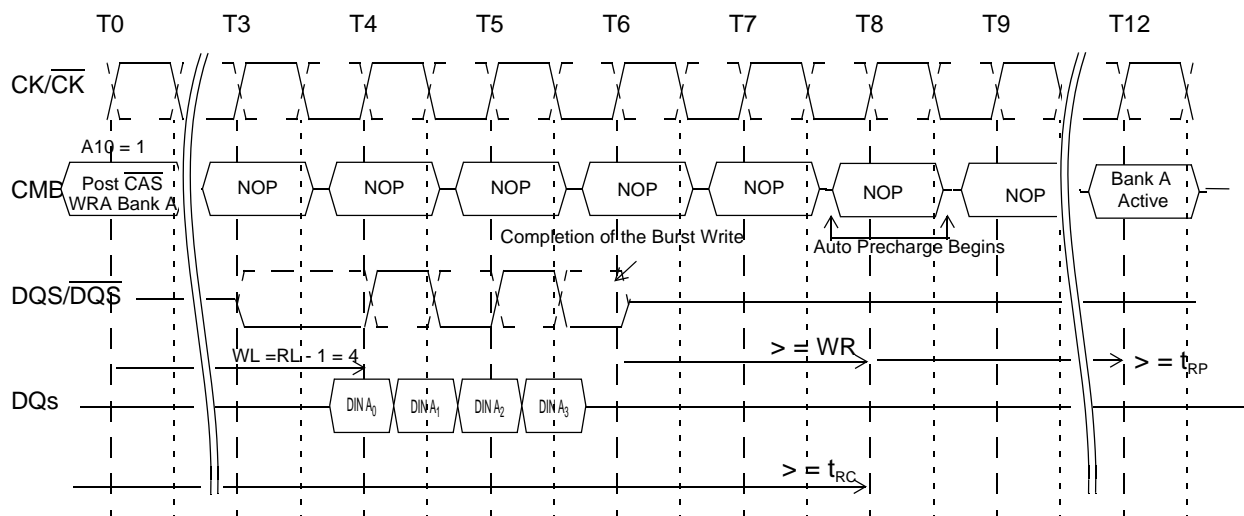 T0 T3 T4 T5 T6 T7 T8 T9 T12
CK/CK
A10 = 1
CMD
Post CAS
WRA Bank A
NOP NOP NOP NOP NOP NOP NOP
Bank A
Active
Completion of the Burst Write
Auto Precharge Begins
DQS/DQS
WL =RL - 1 = 4
> = WR
> = tRP
DQs
DIN A0 DIN A1 DIN A2 DIN A3
> = tRC